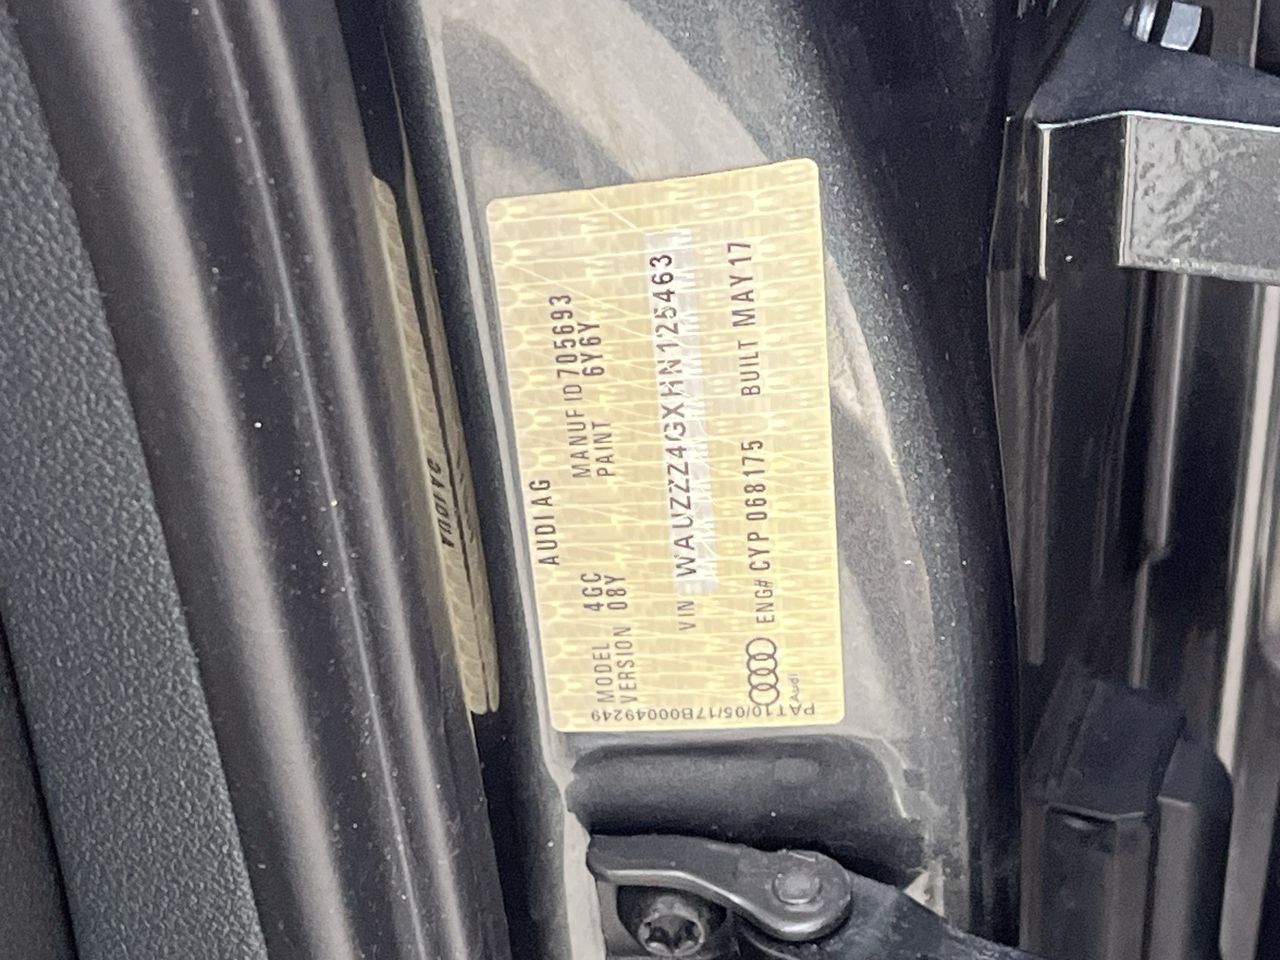 AUDI AG
MODEL 4GC MANUF ID 705693
VERSION 08Y PAINT 6Y6Y
VIN WAUZZZ4GXHN125463
ENG# CYP 068175 BUILT MAY 17
Audi
PAT10/05/17B00049249